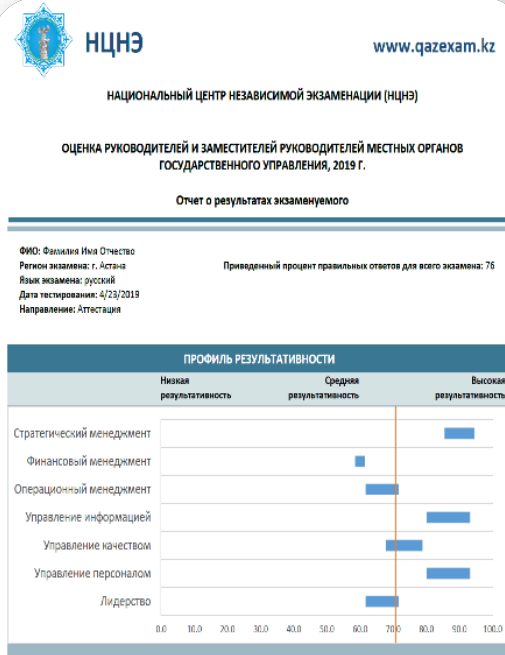 НЦНЭ
www.qazexam.kz
НАЦИОНАЛЬНЫЙ ЦЕНТР НЕЗАВИСИМОЙ ЭКЗАМЕНАЦИИ (НЦНЭ)
ОЦЕНКА РУКОВОДИТЕЛЕЙ И ЗАМЕСТИТЕЛЕЙ РУКОВОДИТЕЛЕЙ МЕСТНЫХ ОРГАНОВ
ГОСУДАРСТВЕННОГО УПРАВЛЕНИЯ, 2019 Г.
Отчет о результатах экзаменуемого
ФИО: Фамилия Имя Отчество
Регион экзамена: г. Астана
Приведенный процент правильных ответов для всего экзамена: 76
Язык экзамена: русский
Дата тестирования: 4/23/2019
Направление: Аттестация
ПРОФИЛЬ РЕЗУЛЬТАТИВНОСТИ
Низкая результативность
Средняя результативность
Высокая результативность
Стратегический менеджмент
Финансовый менеджмент
Операционный менеджмент
Управление информацией
Управление качеством
Управление персоналом
Лидерство
0.0 10.0 20.0 30.0 40.0 50.0 60.0 70.0 80.0 90.0 100.0